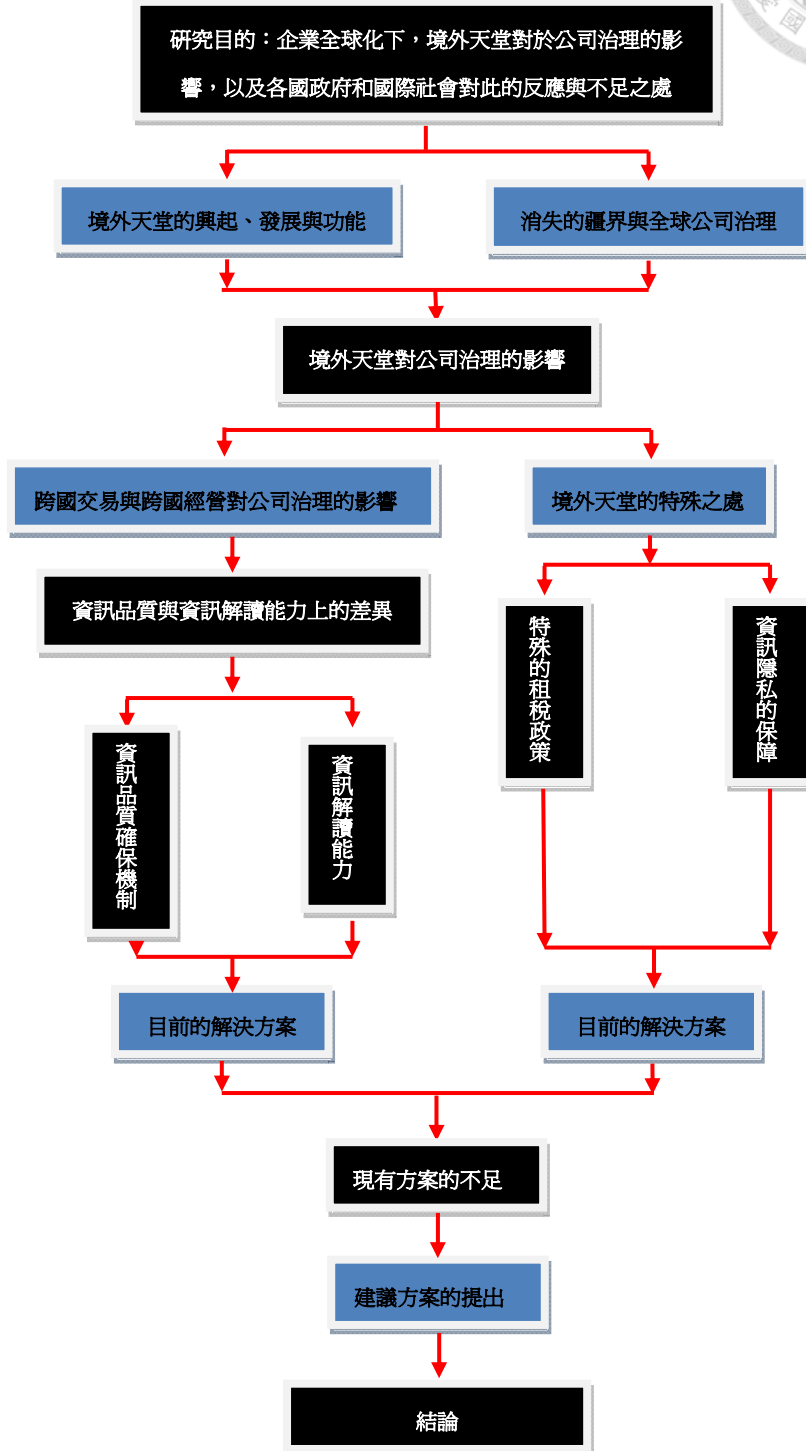 研究目的：企業全球化下，境外天堂對於公司治理的影
響，以及各國政府和國際社會對此的反應與不足之處
境外天堂的興起、發展與功能
消失的疆界與全球公司治理
境外天堂對公司治理的影響
跨國交易與跨國經營對公司治理的影響
境外天堂的特殊之處
資訊品質與資訊解讀能力上的差異
特殊的租稅政策
資訊隱私的保障
資訊品質確保機制
資訊解讀能力
目前的解決方案
目前的解決方案
現有方案的不足
建議方案的提出
結論